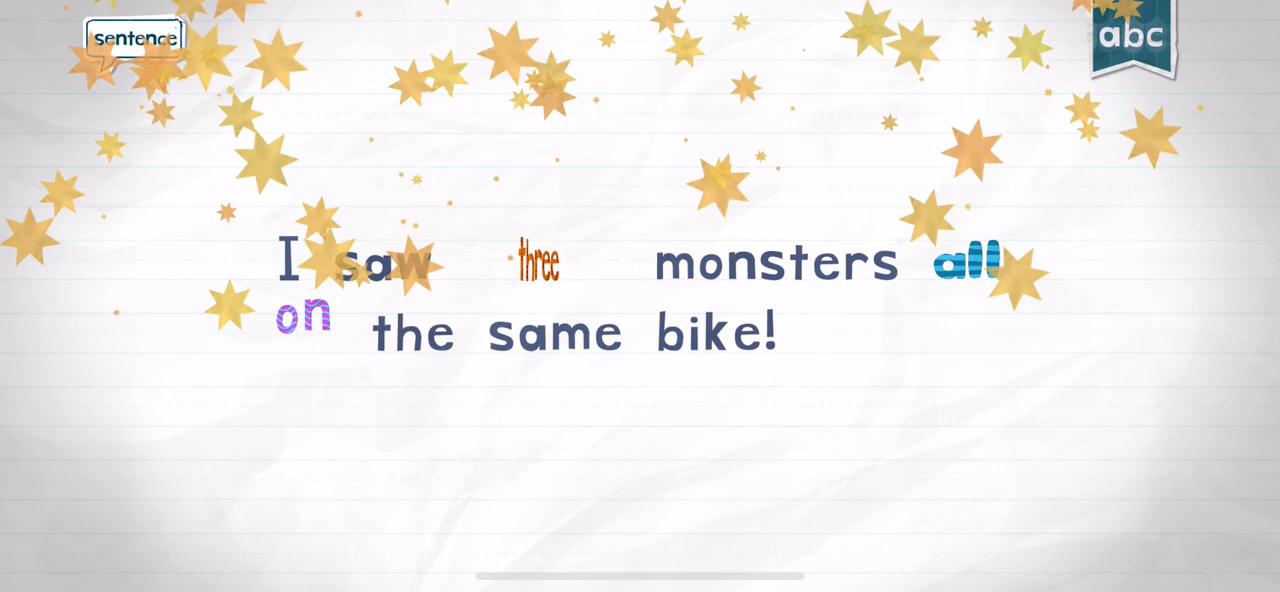 sentence
abc
I saw three monsters all
on the same bike!